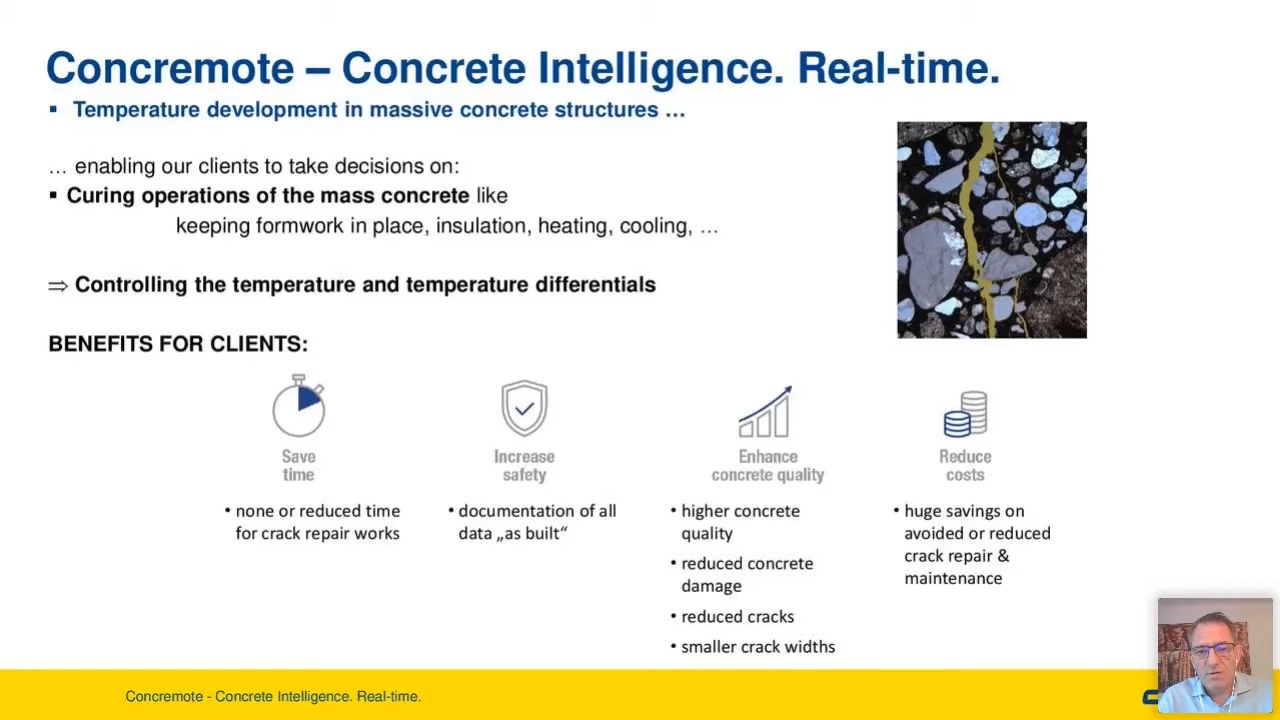 Concremote – Concrete Intelligence. Real-time.
▪ Temperature development in massive concrete structures …
… enabling our clients to take decisions on:
▪ Curing operations of the mass concrete like
keeping formwork in place, insulation, heating, cooling, …
⇒ Controlling the temperature and temperature differentials
BENEFITS FOR CLIENTS:
Save
time
• none or reduced time
for crack repair works
Increase
safety
• documentation of all
data „as built“
Enhance
concrete quality
• higher concrete
quality
• reduced concrete
damage
• reduced cracks
• smaller crack widths
Reduce
costs
• huge savings on
avoided or reduced
crack repair &
maintenance
Concremote - Concrete Intelligence. Real-time.